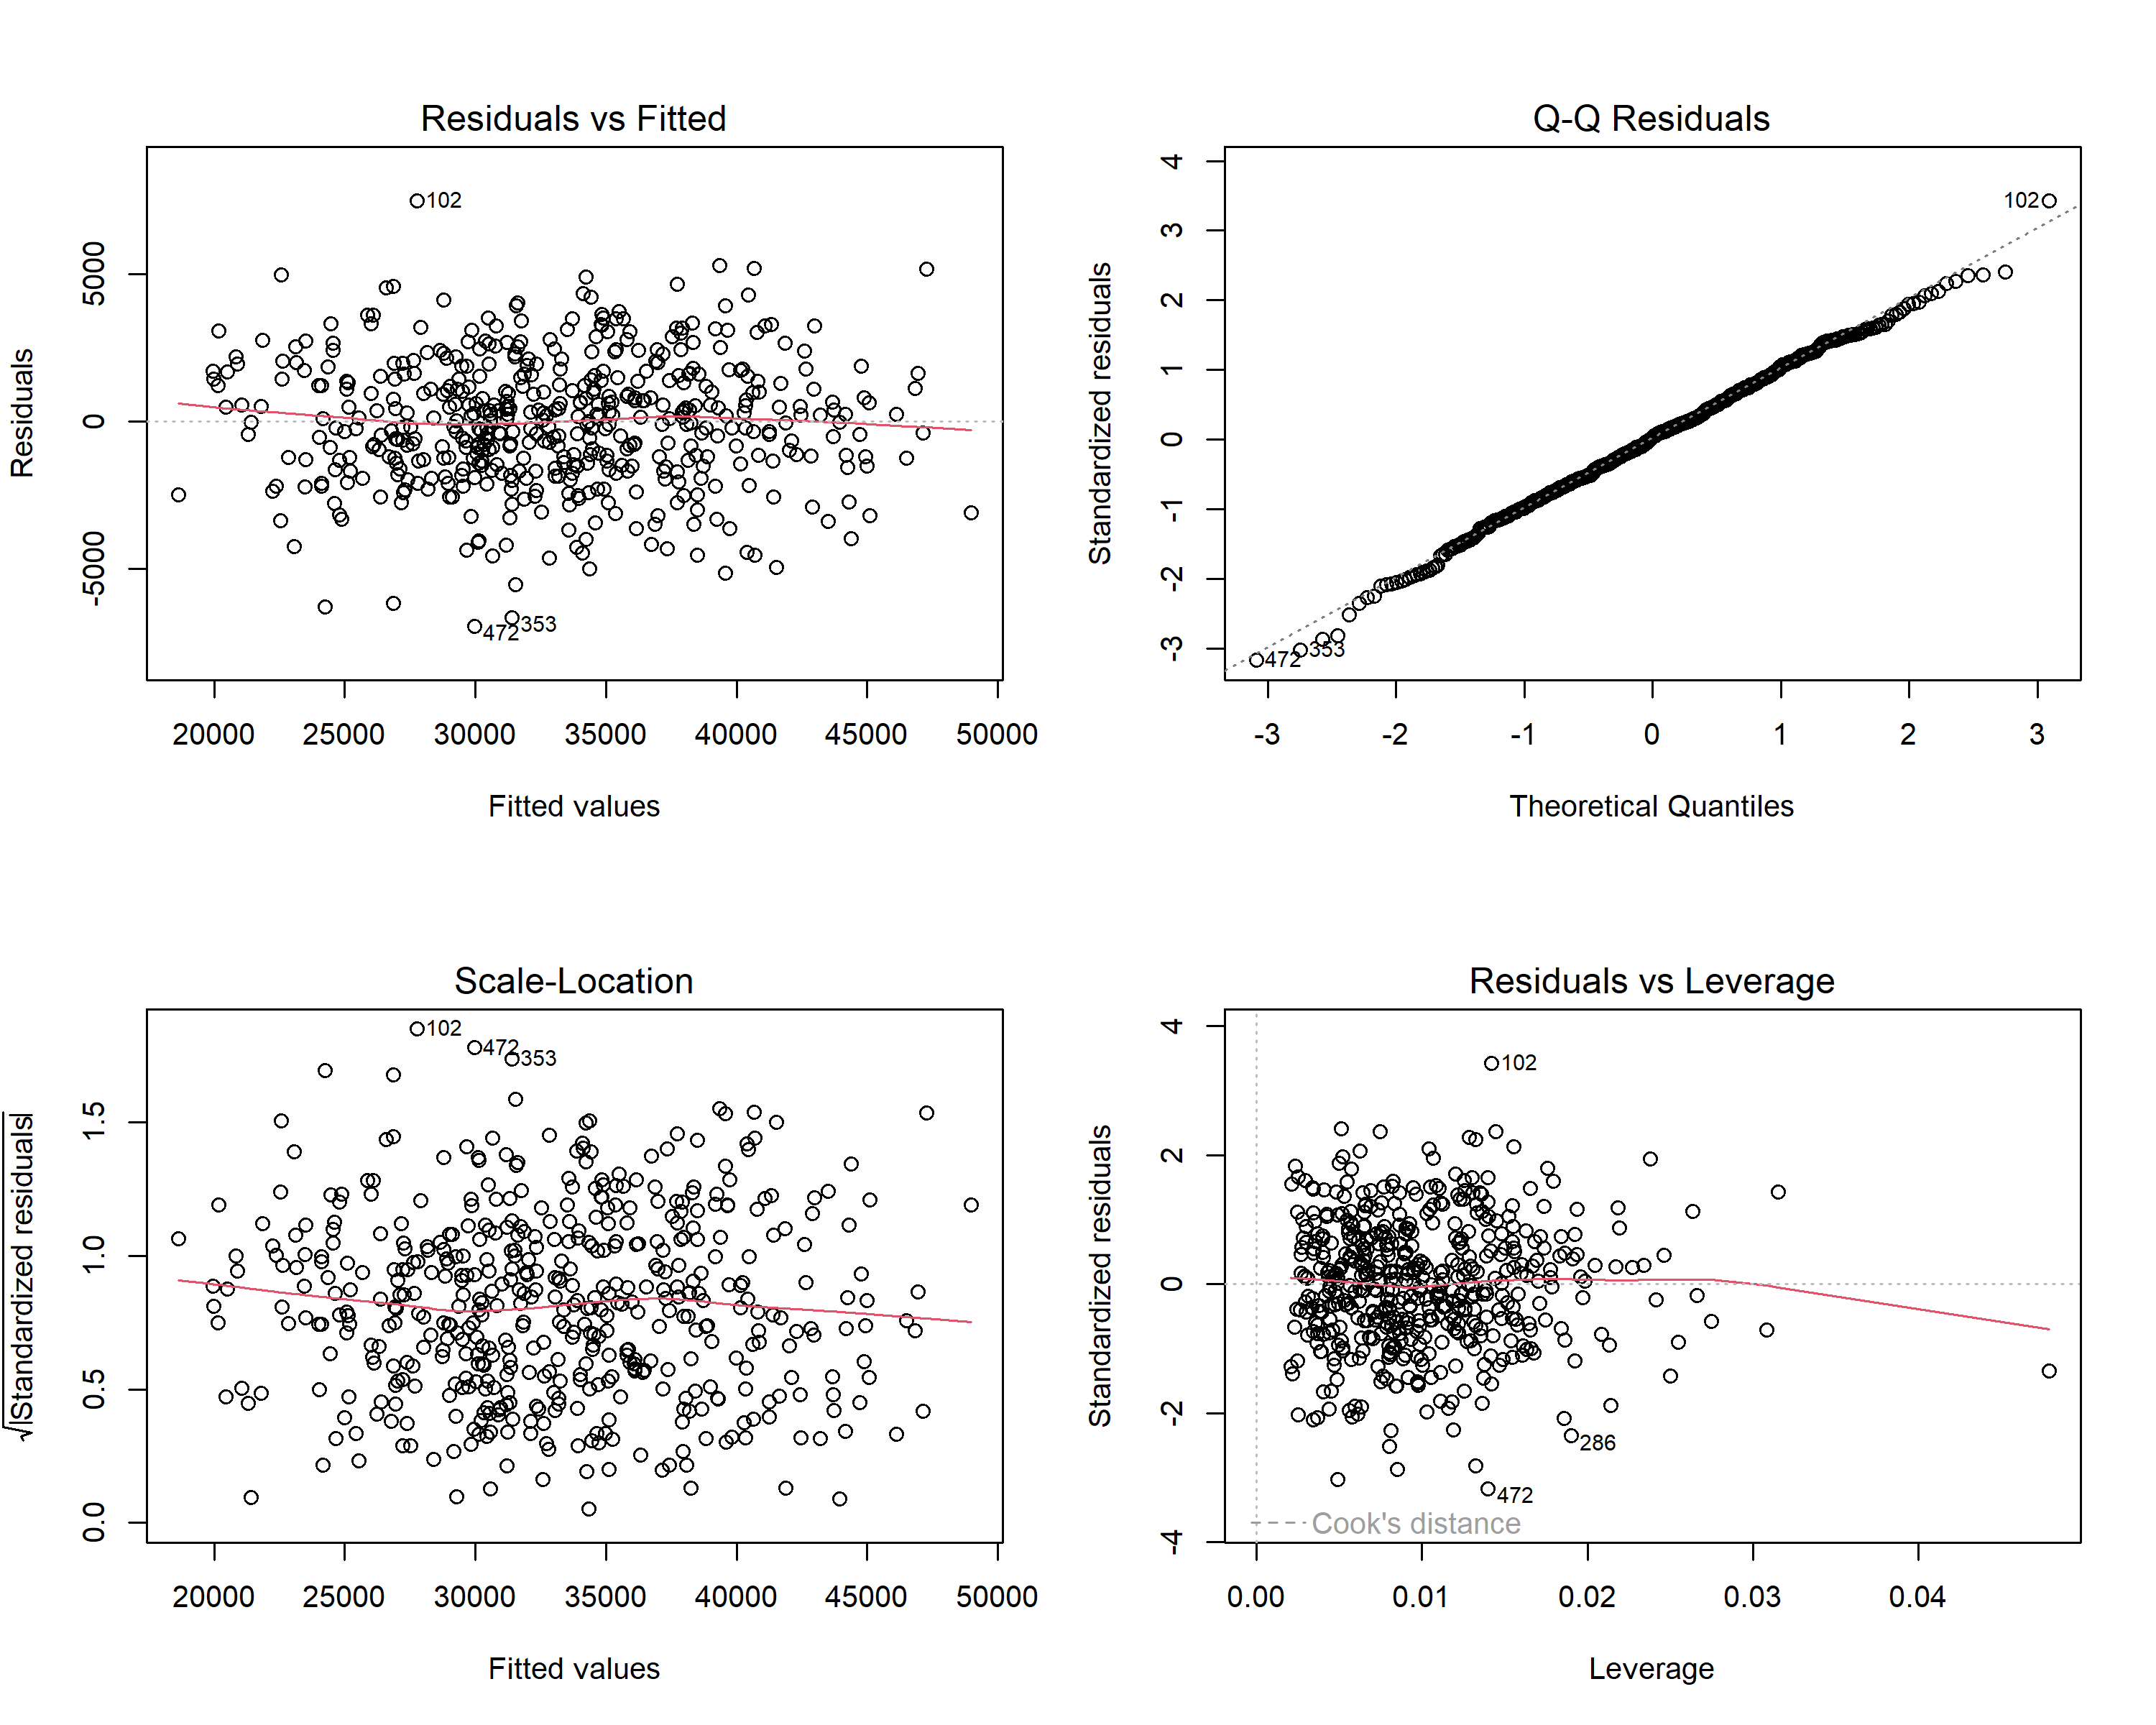 Residuals vs Fitted
Residuals
5000
0
-5000
102
472
353
20000 25000 30000 35000 40000 45000 50000
Fitted values
Q-Q Residuals
Standardized residuals
4
3
2
1
0
-1
-2
-3
102
353
472
-3 -2 -1 0 1 2 3
Theoretical Quantiles
Scale-Location
√|Standardized residuals|
1.5
1.0
0.5
0.0
102
472
353
20000 25000 30000 35000 40000 45000 50000
Fitted values
Residuals vs Leverage
Standardized residuals
4
2
0
-2
-4
102
286
472
Cook's distance
0.00 0.01 0.02 0.03 0.04
Leverage